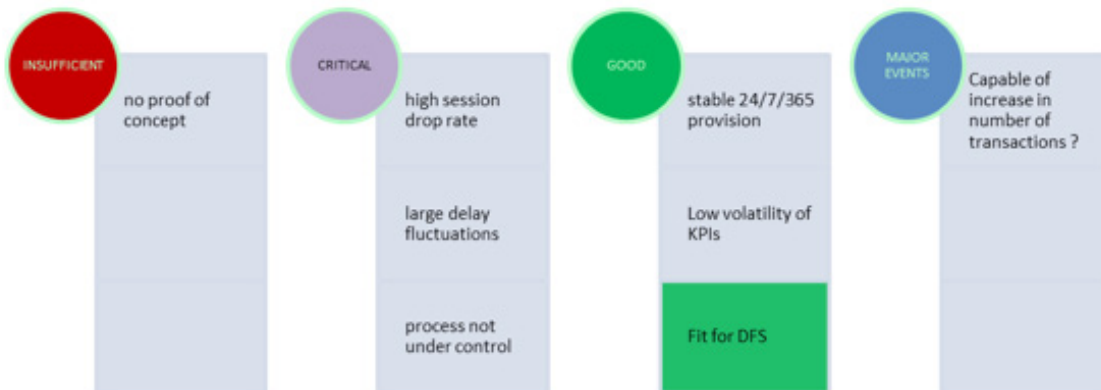 INSUFFICIENT
no proof of
concept
CRITICAL
high session
drop rate
large delay
fluctuations
process not
under control
GOOD
stable 24/7/365
provision
Low volatility of
KPIs
Fit for DFS
MAJOR
EVENTS
Capable of
increase in
number of
transactions ?